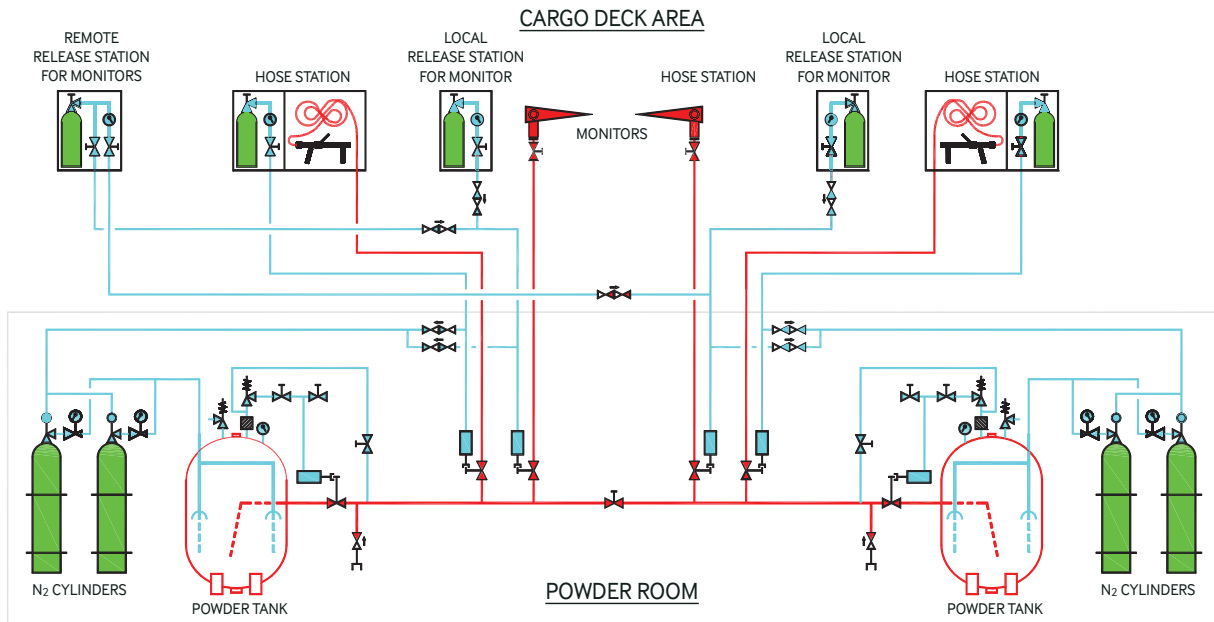 CARGO DECK AREA
REMOTE
RELEASE STATION
FOR MONITORS
HOSE STATION
LOCAL
RELEASE STATION
FOR MONITOR
HOSE STATION
LOCAL
RELEASE STATION
FOR MONITOR
HOSE STATION
MONITORS
N2 CYLINDERS
POWDER TANK
POWDER ROOM
POWDER TANK
N2 CYLINDERS